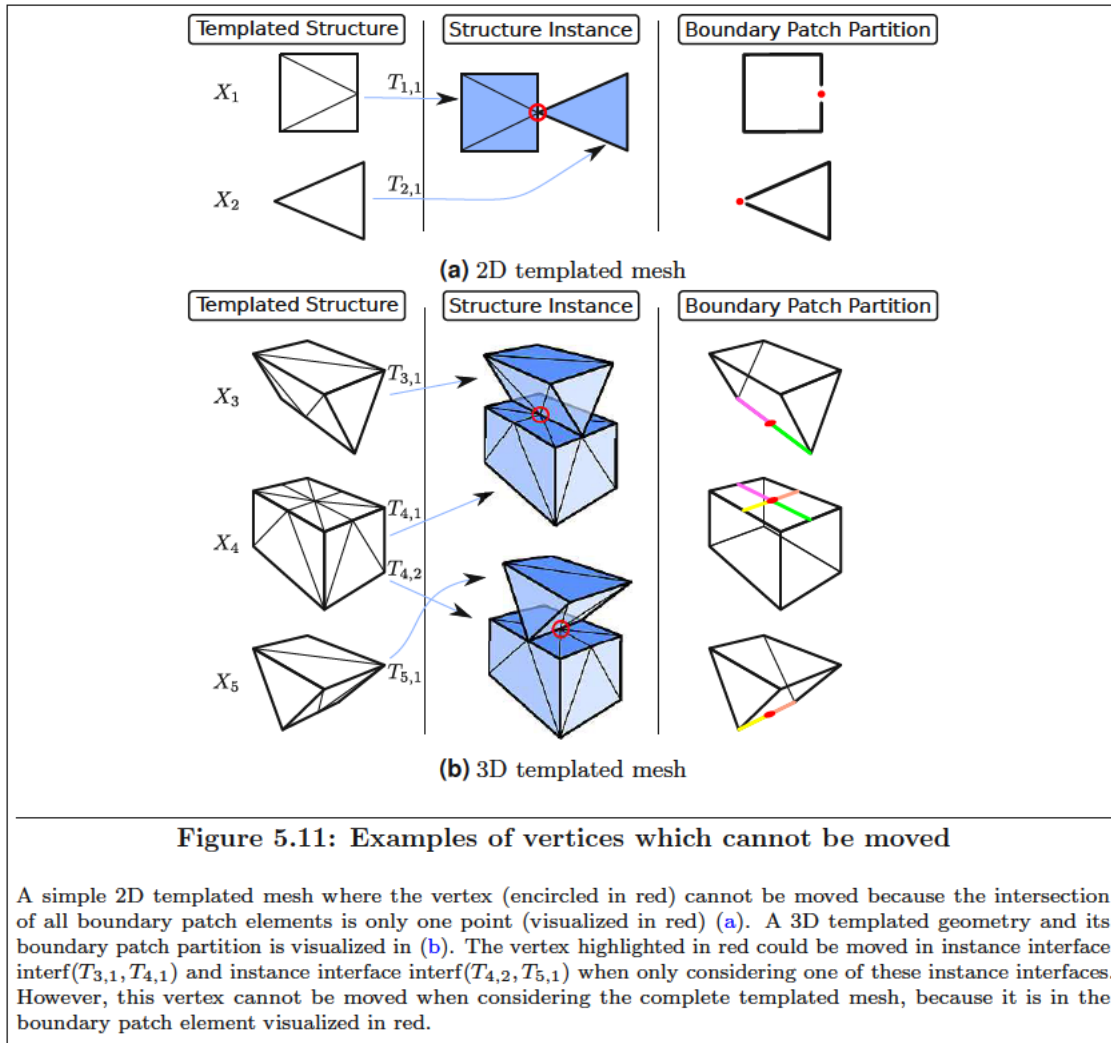 Templated Structure Structure Instance Boundary Patch Partition
X₁ T₁,₁
X₂ T₂,₁
(a) 2D templated mesh
Templated Structure Structure Instance Boundary Patch Partition
X₃ T₃,₁
X₄ T₄,₁
T₄,₂
X₅ T₅,₁
(b) 3D templated mesh
Figure 5.11: Examples of vertices which cannot be moved
A simple 2D templated mesh where the vertex (encircled in red) cannot be moved because the intersection
of all boundary patch elements is only one point (visualized in red) (a). A 3D templated geometry and its
boundary patch partition is visualized in (b). The vertex highlighted in red could be moved in instance interface
interf(T₃,₁, T₄,₁) and instance interface interf(T₄,₂, T₅,₁) when only considering one of these instance interfaces.
However, this vertex cannot be moved when considering the complete templated mesh, because it is in the
boundary patch element visualized in red.